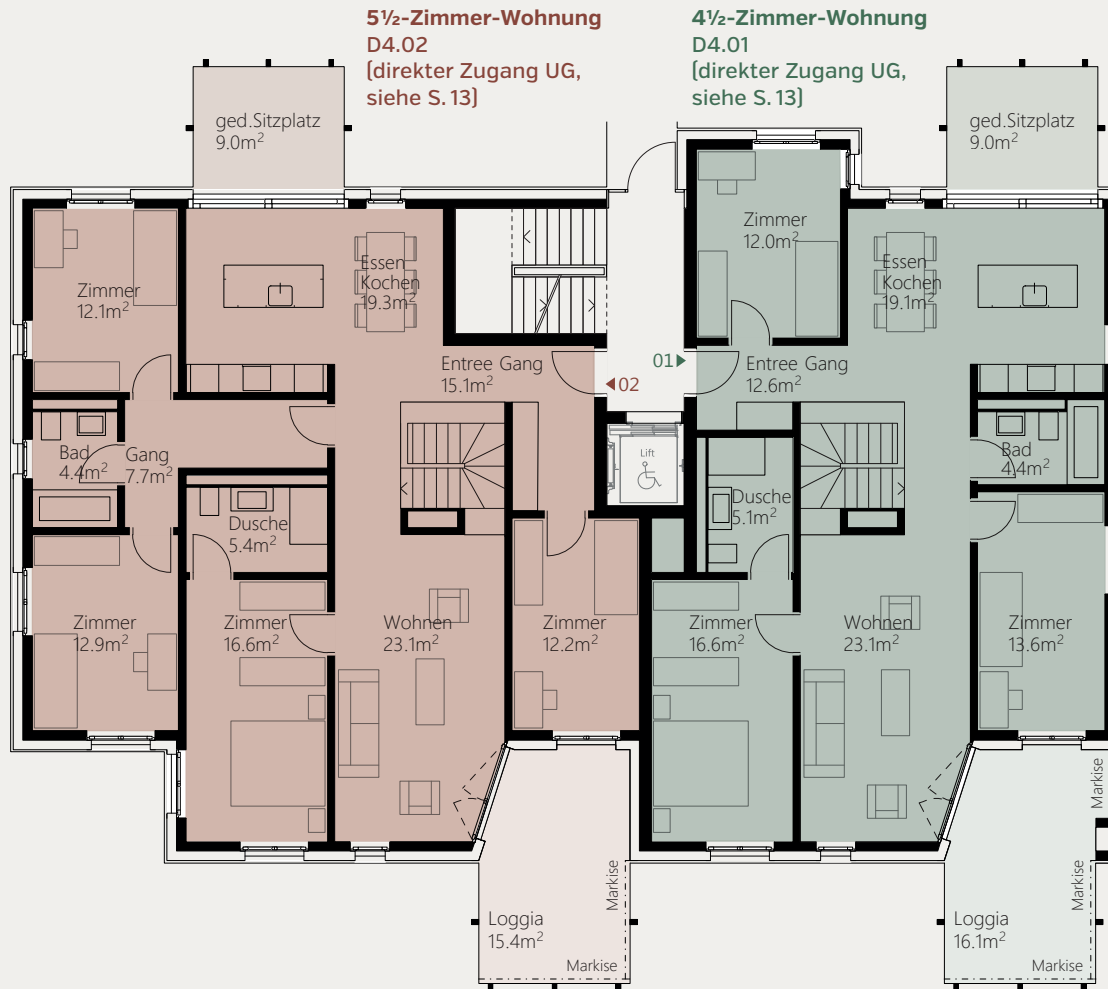 5½-Zimmer-Wohnung
D4.02
(direkter Zugang UG,
siehe S. 13)
4½-Zimmer-Wohnung
D4.01
(direkter Zugang UG,
siehe S. 13)
ged.Sitzplatz
9.0m²
ged.Sitzplatz
9.0m²
Zimmer
12.1m²
Essen
Kochen
19.3m²
Zimmer
12.0m²
Essen
Kochen
19.1m²
Entree Gang
15.1m²
02
01
Entree Gang
12.6m²
Bad
4.4m²
Gang
7.7m²
Dusche
5.4m²
Lift
Dusche
5.1m²
Bad
4.4m²
Zimmer
12.9m²
Zimmer
16.6m²
Wohnen
23.1m²
Zimmer
12.2m²
Zimmer
16.6m²
Wohnen
23.1m²
Zimmer
13.6m²
Loggia
15.4m²
Markise
Markise
Loggia
16.1m²
Markise
Markise
Markise